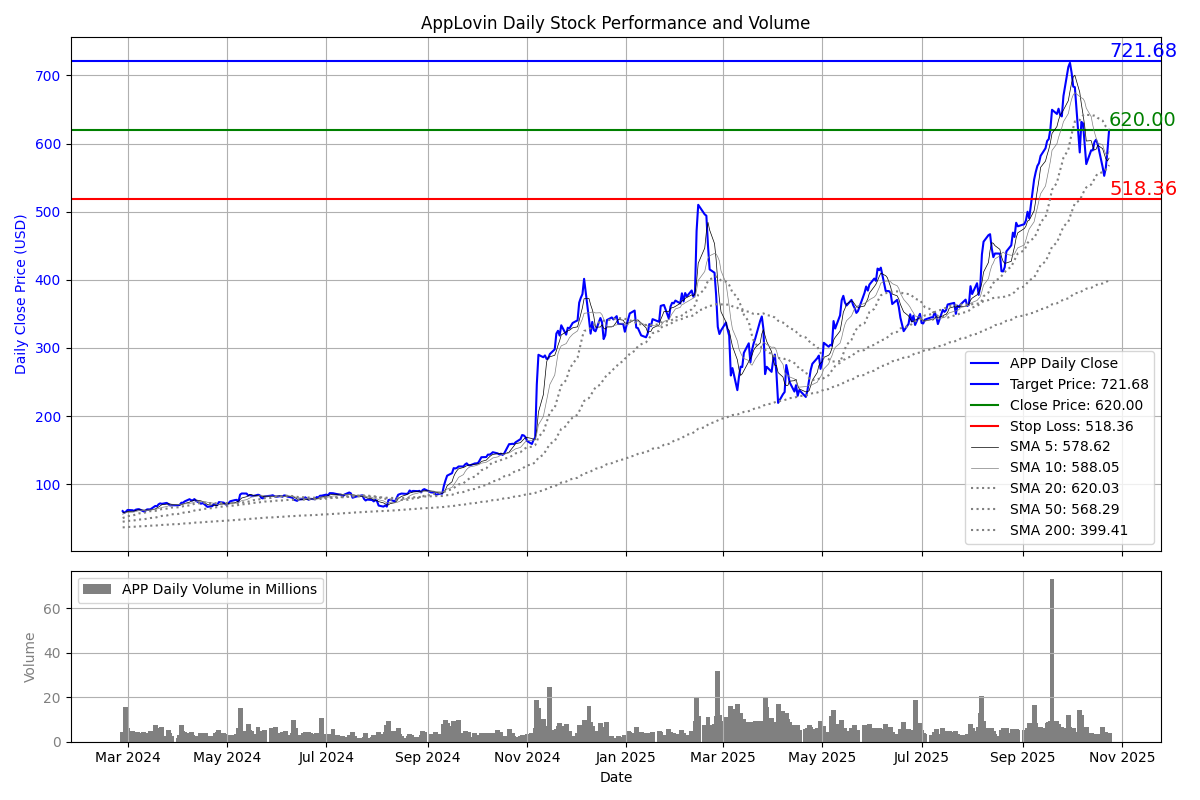 AppLovin Daily Stock Performance and Volume
721.68
620.00
518.36
700
600
500
400
300
200
100
Daily Close Price (USD)
APP Daily Close
Target Price: 721.68
Close Price: 620.00
Stop Loss: 518.36
SMA 5: 578.62
SMA 10: 588.05
SMA 20: 620.03
SMA 50: 568.29
SMA 200: 399.41
APP Daily Volume in Millions
60
40
20
0
Volume
Mar 2024 May 2024 Jul 2024 Sep 2024 Nov 2024 Jan 2025 Mar 2025 May 2025 Jul 2025 Sep 2025 Nov 2025
Date